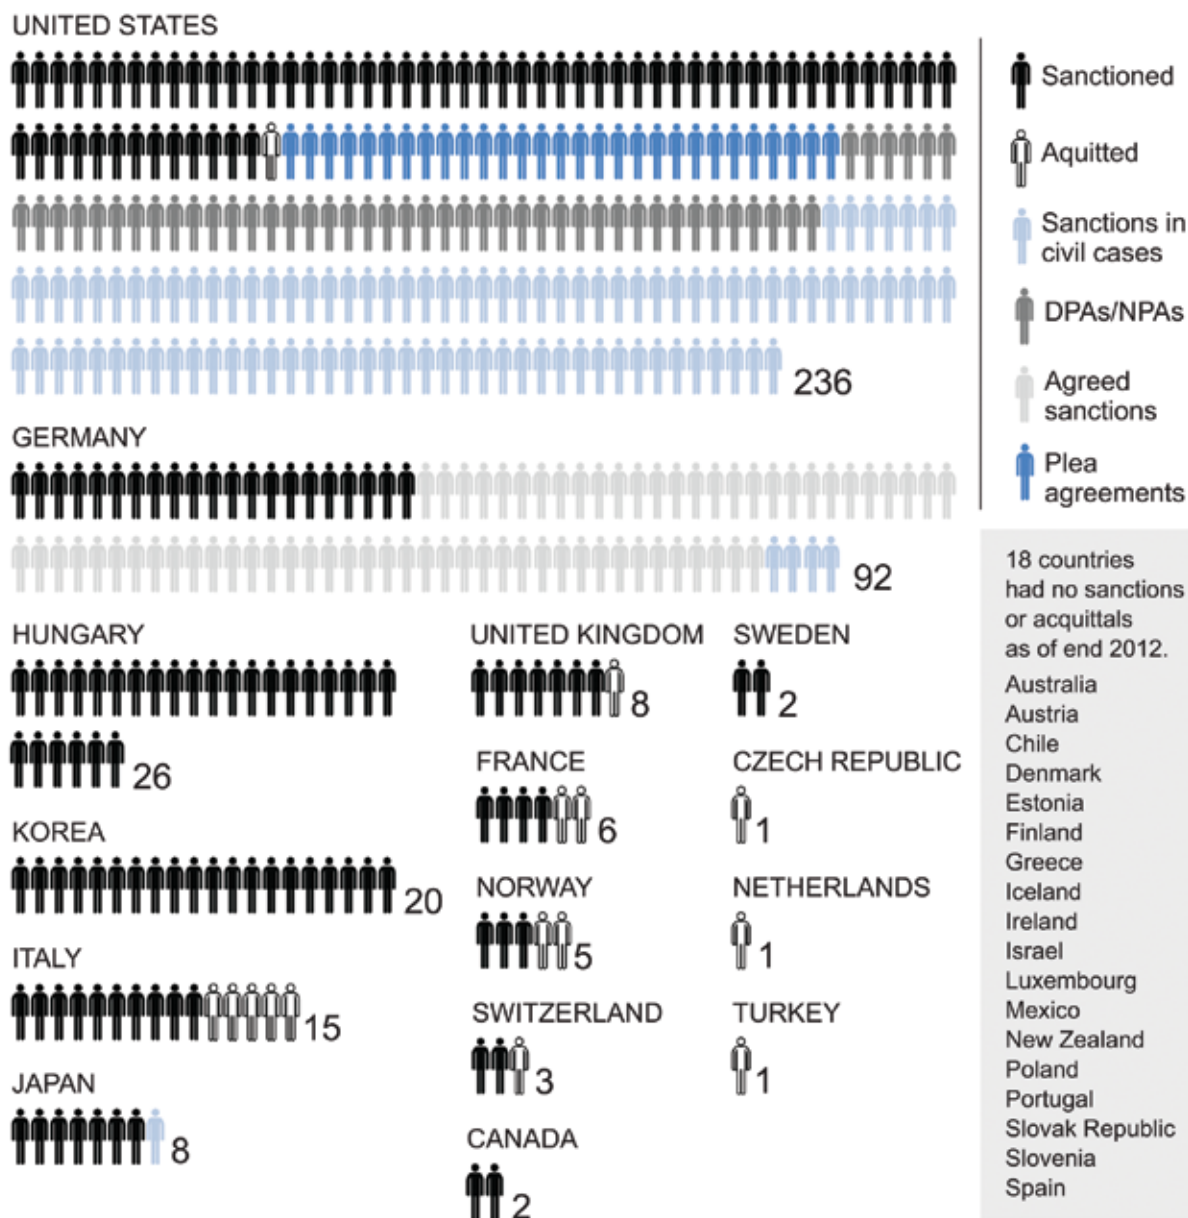 UNITED STATES
236
GERMANY
92
HUNGARY
26
KOREA
20
ITALY
15
JAPAN
8
UNITED KINGDOM
8
FRANCE
6
NORWAY
5
SWITZERLAND
3
CANADA
2
SWEDEN
2
CZECH REPUBLIC
1
NETHERLANDS
1
TURKEY
1
Sanctioned
Aquitted
Sanctions in
civil cases
DPAs/NPAs
Agreed
sanctions
Plea
agreements
18 countries
had no sanctions
or acquittals
as of end 2012.
Australia
Austria
Chile
Denmark
Estonia
Finland
Greece
Iceland
Ireland
Israel
Luxembourg
Mexico
New Zealand
Poland
Portugal
Slovak Republic
Slovenia
Spain